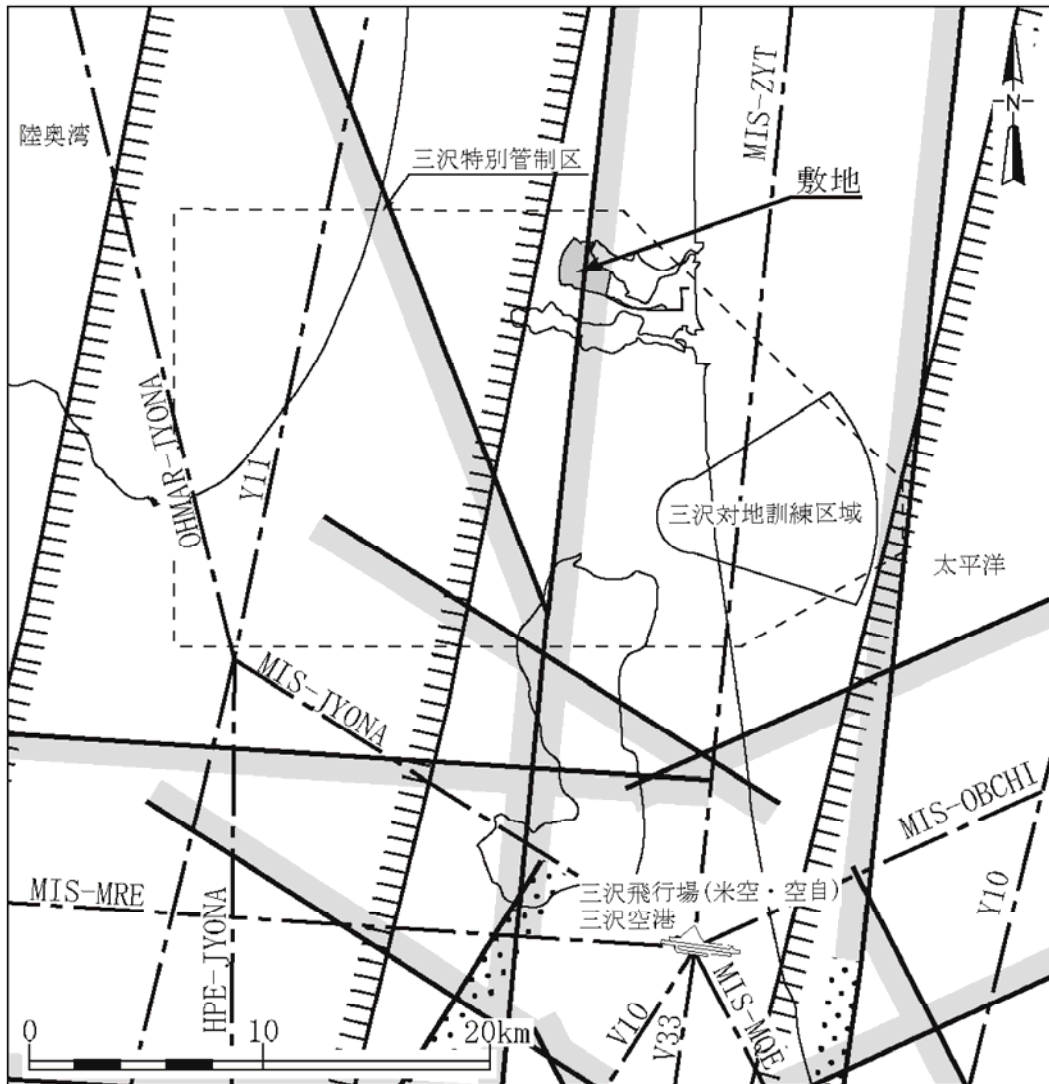 N
陸奥湾
三沢特別管制区
敷地
MIS-ZYT
OHMAR-JYONA
Y11
三沢対地訓練区域
太平洋
MIS-JYONA
MIS-OBCHI
MIS-MRE
三沢飛行場(米空・空自)
三沢空港
Y10
HPE-JYONA
V10
V33
MIS-MQE
0 10 20km